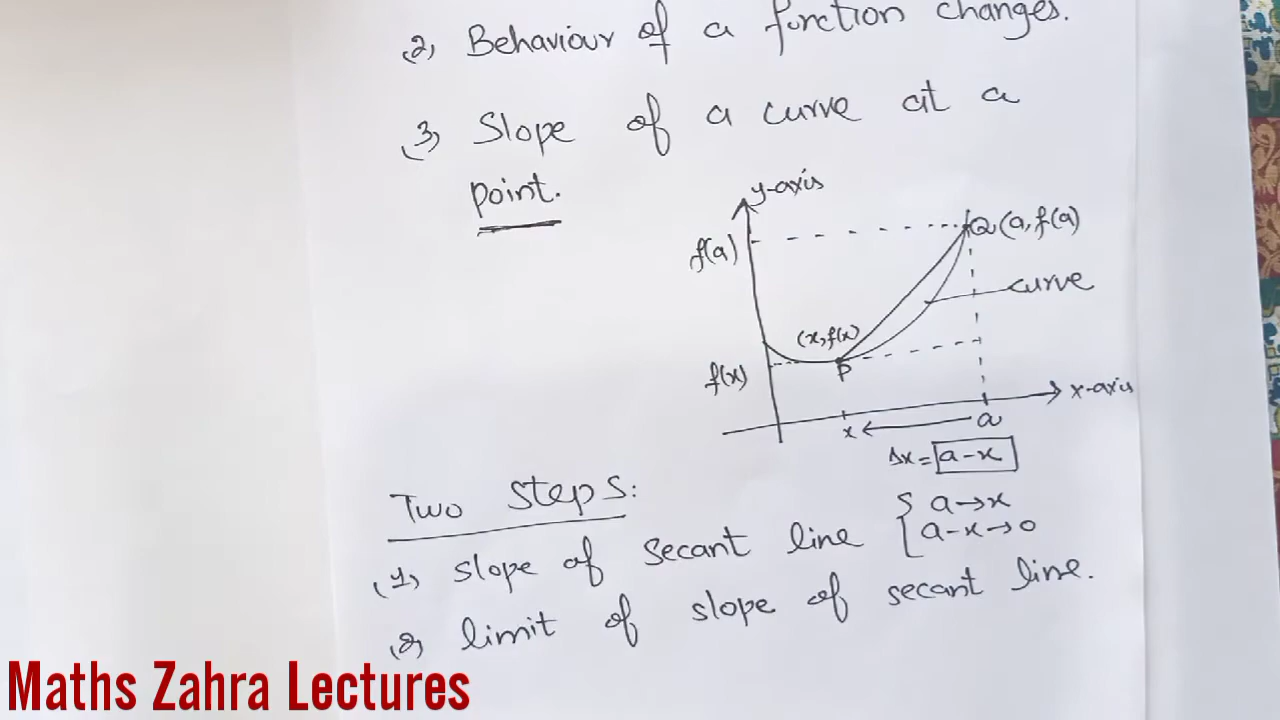 (2) Behaviour of a function changes.
(3) Slope of a curve at a
point.
y-axis
f(a)
Q(a, f(a)
curve
(x, f(x)
f(x)
P
x-axis
x
a
Δx = a-x
Two Steps:
{ a→x
a-x→0
(1) slope of secant line
(2) limit of slope of secant line.
Maths Zahra Lectures